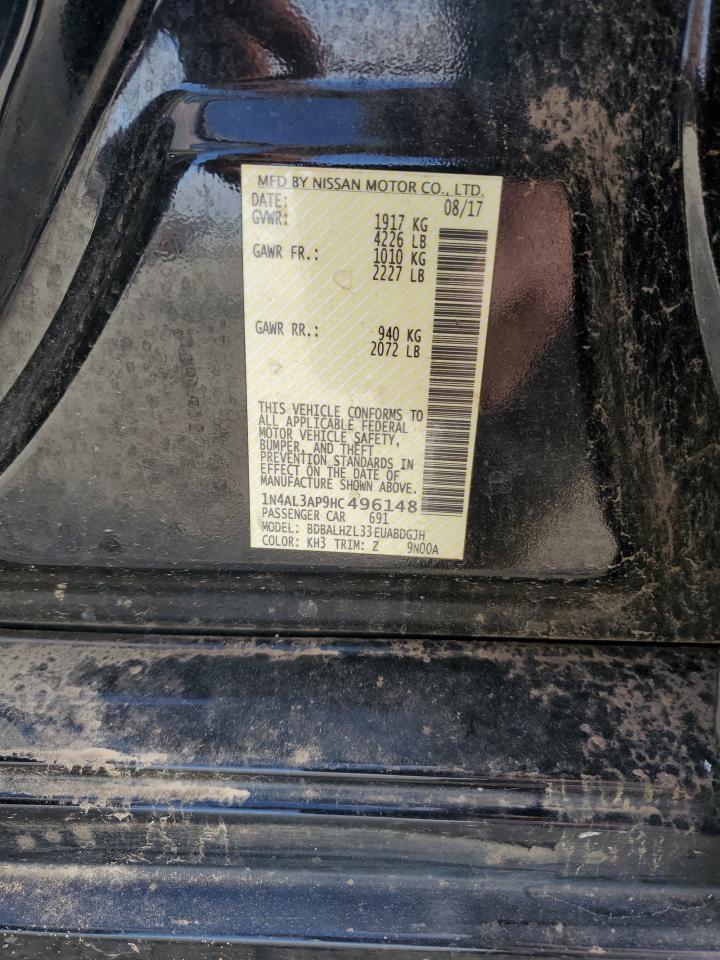 MFD BY NISSAN MOTOR CO., LTD.
DATE: 08/17
GVWR: 1917 KG
4226 LB
GAWR FR.: 1010 KG
2227 LB
GAWR RR.: 940 KG
2072 LB
THIS VEHICLE CONFORMS TO
ALL APPLICABLE FEDERAL
MOTOR VEHICLE SAFETY,
BUMPER, AND THEFT
PREVENTION STANDARDS IN
EFFECT ON THE DATE OF
MANUFACTURE SHOWN ABOVE.
1N4AL3AP9HC496148
PASSENGER CAR 691
MODEL: BDBALHZL33EUABDGJH
COLOR: KH3 TRIM: Z 9N00A